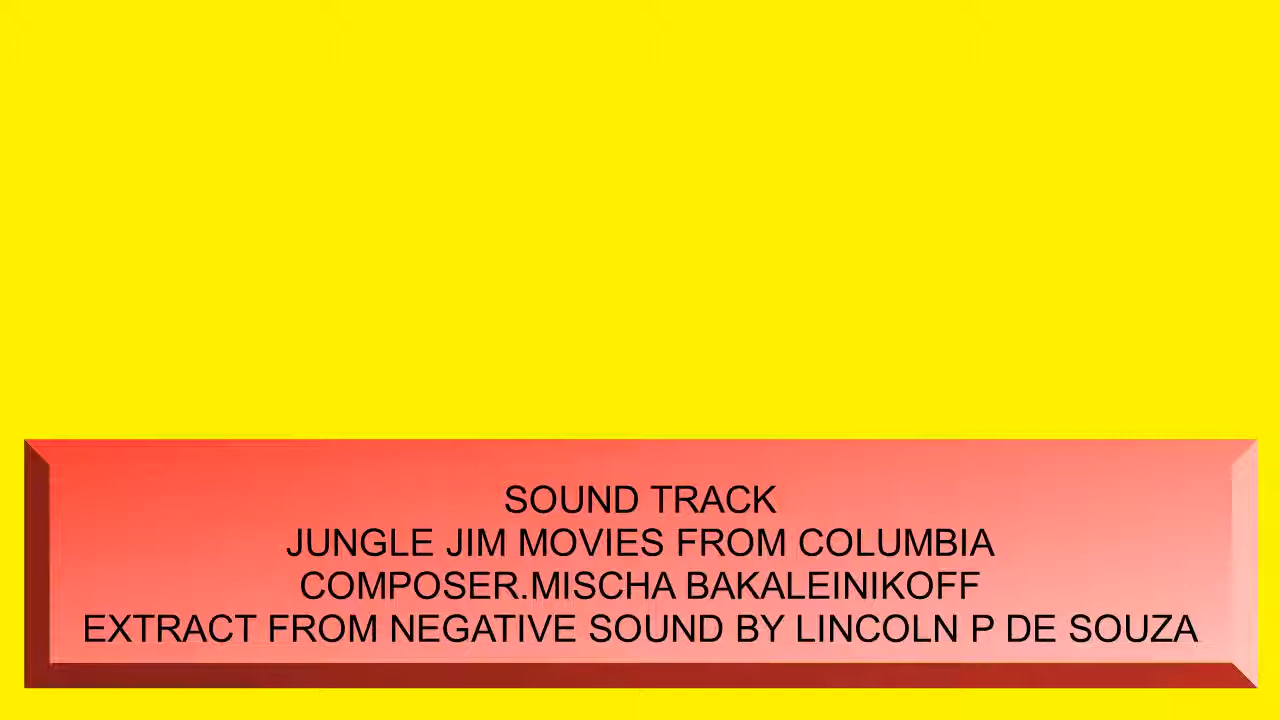 SOUND TRACK
JUNGLE JIM MOVIES FROM COLUMBIA
COMPOSER.MISCHA BAKALEINIKOFF
EXTRACT FROM NEGATIVE SOUND BY LINCOLN P DE SOUZA